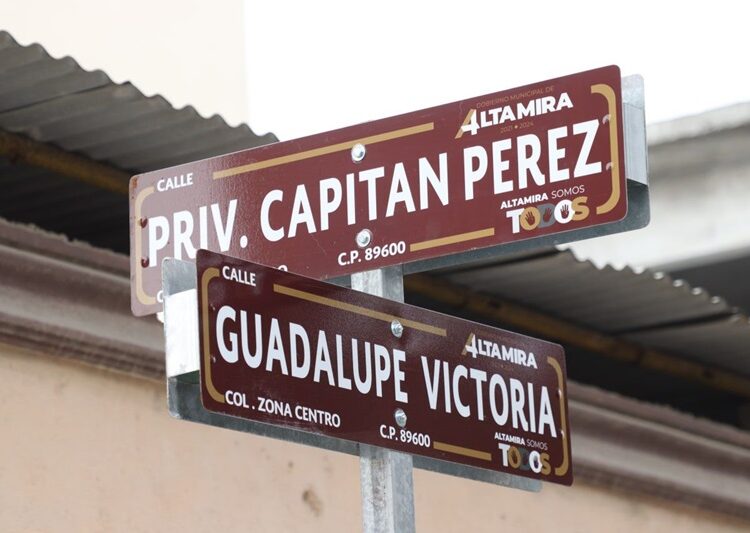 CALLE
GOBIERNO MUNICIPAL DE
ALTAMIRA
2021 • 2024
PRIV. CAPITAN PEREZ
C.P. 89600
ALTAMIRA SOMOS
TODOS
CALLE
ALTAMIRA
GUADALUPE VICTORIA
COL . ZONA CENTRO
C.P. 89600
ALTAMIRA SOMOS
TODOS